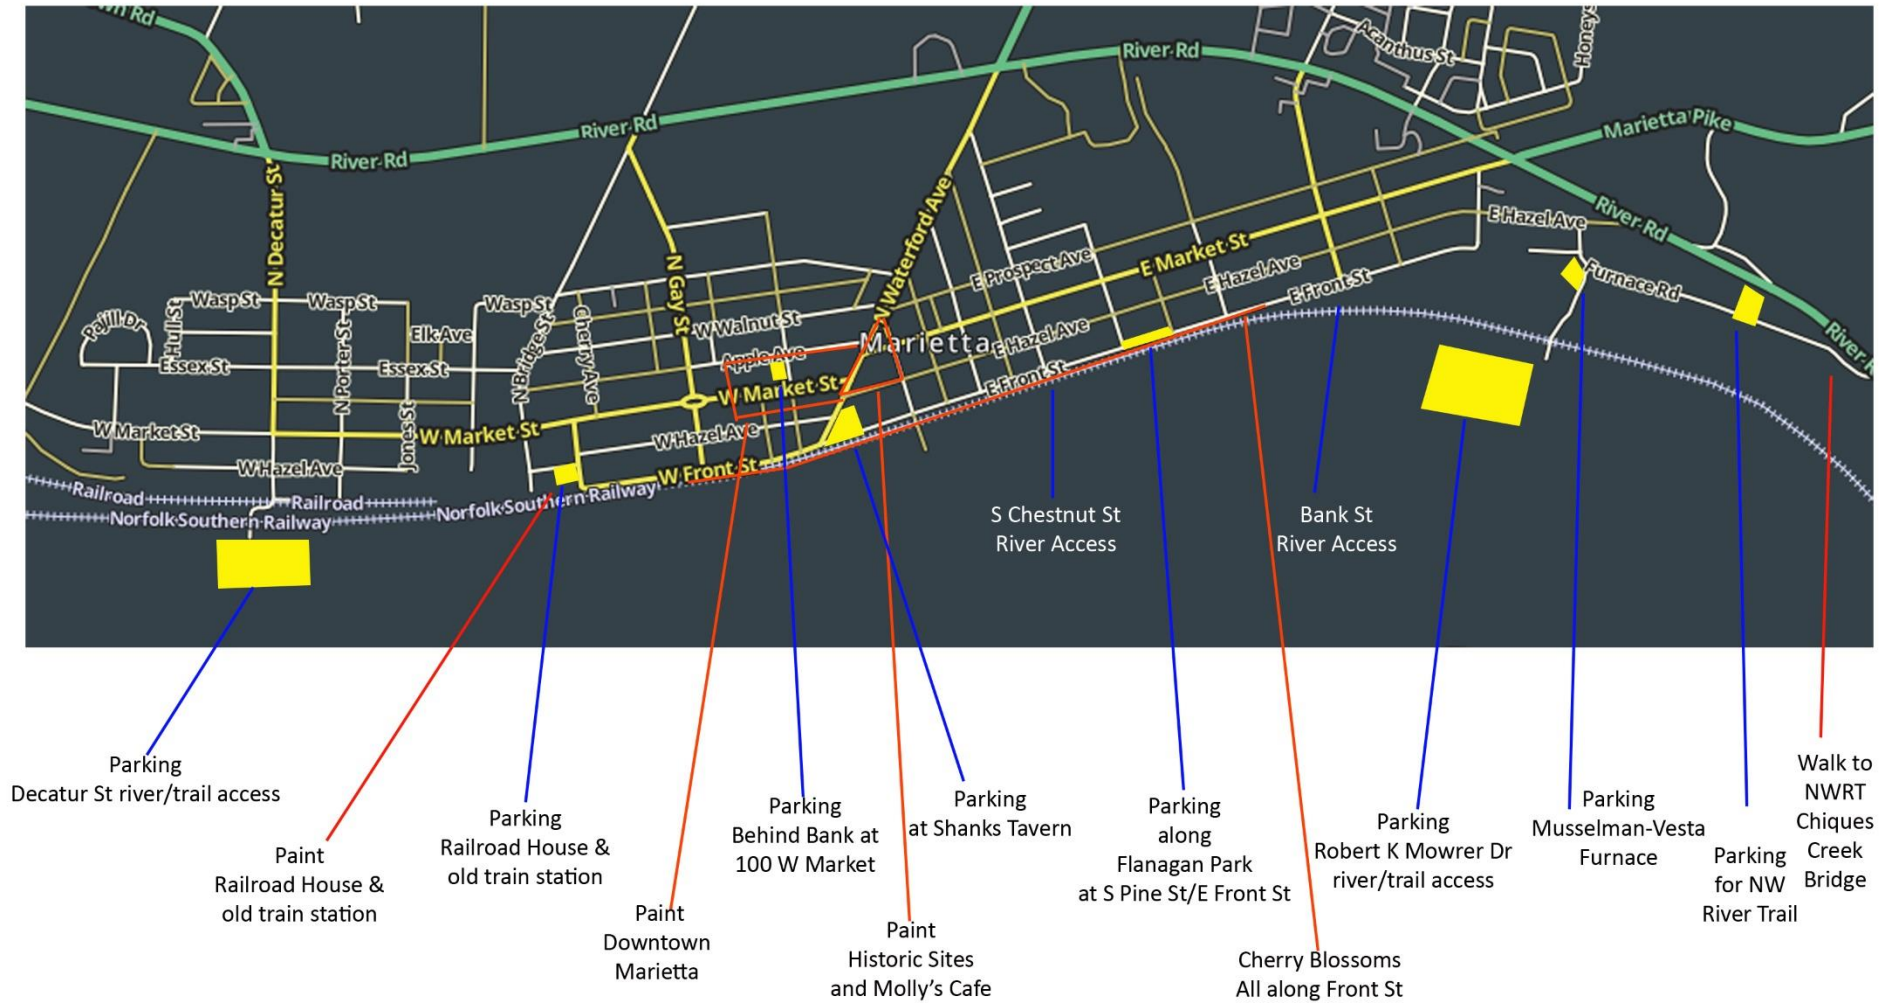 wn Rd
River Rd
Acanthus St
Honeys
River Rd
Marietta Pike
River Rd
N Decatur St
N Waterford Ave
E Hazel Ave
River Rd
E Market St
E Prospect Ave
E Hazel Ave
Furnace Rd
N Gay St
E Front St
Wasp St
Wasp St
Wasp St
Pajill Dr
N Hull St
N Porter St
Elk Ave
N Bridge St
Cherry Ave
W Walnut St
River R
Marietta
E Hazel Ave
Apple Ave
Essex St
Essex St
E Front St
W Market St
W Market St
W Market St
Jones St
W Hazel Ave
W Hazel Ave
W Front St
Railroad
Railroad
Norfolk Southern Railway
Norfolk Southern Railway
S Chestnut St
River Access
Bank St
River Access
Parking
Decatur St river/trail access
Paint
Railroad House &
old train station
Parking
Railroad House &
old train station
Paint
Downtown
Marietta
Parking
Behind Bank at
100 W Market
Parking
at Shanks Tavern
Paint
Historic Sites
and Molly's Cafe
Parking
along
Flanagan Park
at S Pine St/E Front St
Cherry Blossoms
All along Front St
Parking
Robert K Mowrer Dr
river/trail access
Parking
Musselman-Vesta
Furnace
Parking
for NW
River Trail
Walk to
NWRT
Chiques
Creek
Bridge